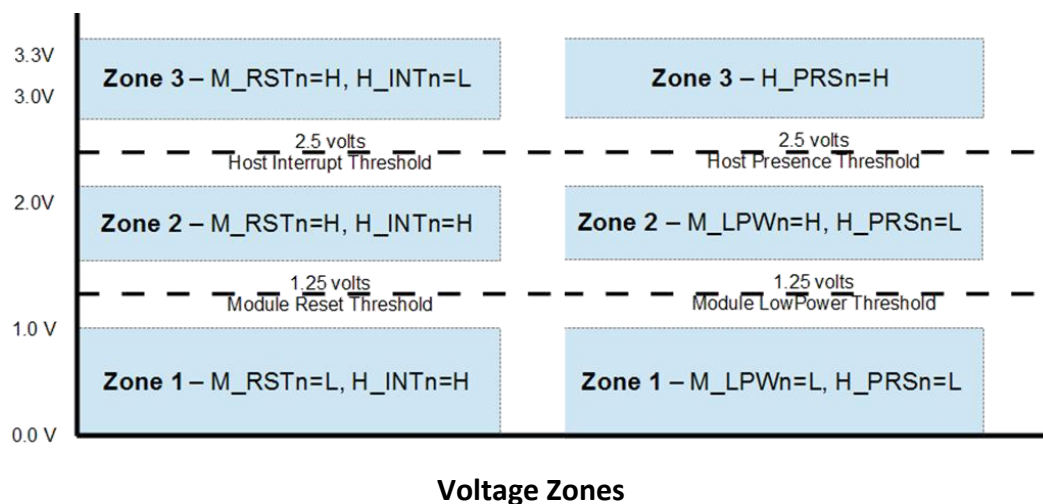 3.3V
Zone 3 – M_RSTn=H, H_INTn=L
Zone 3 – H_PRSn=H
3.0V
2.5 volts
Host Interrupt Threshold
2.5 volts
Host Presence Threshold
2.0V
Zone 2 – M_RSTn=H, H_INTn=H
Zone 2 – M_LPWn=H, H_PRSn=L
1.25 volts
Module Reset Threshold
1.25 volts
Module LowPower Threshold
1.0 V
Zone 1 – M_RSTn=L, H_INTn=H
Zone 1 – M_LPWn=L, H_PRSn=L
0.0 V
Voltage Zones